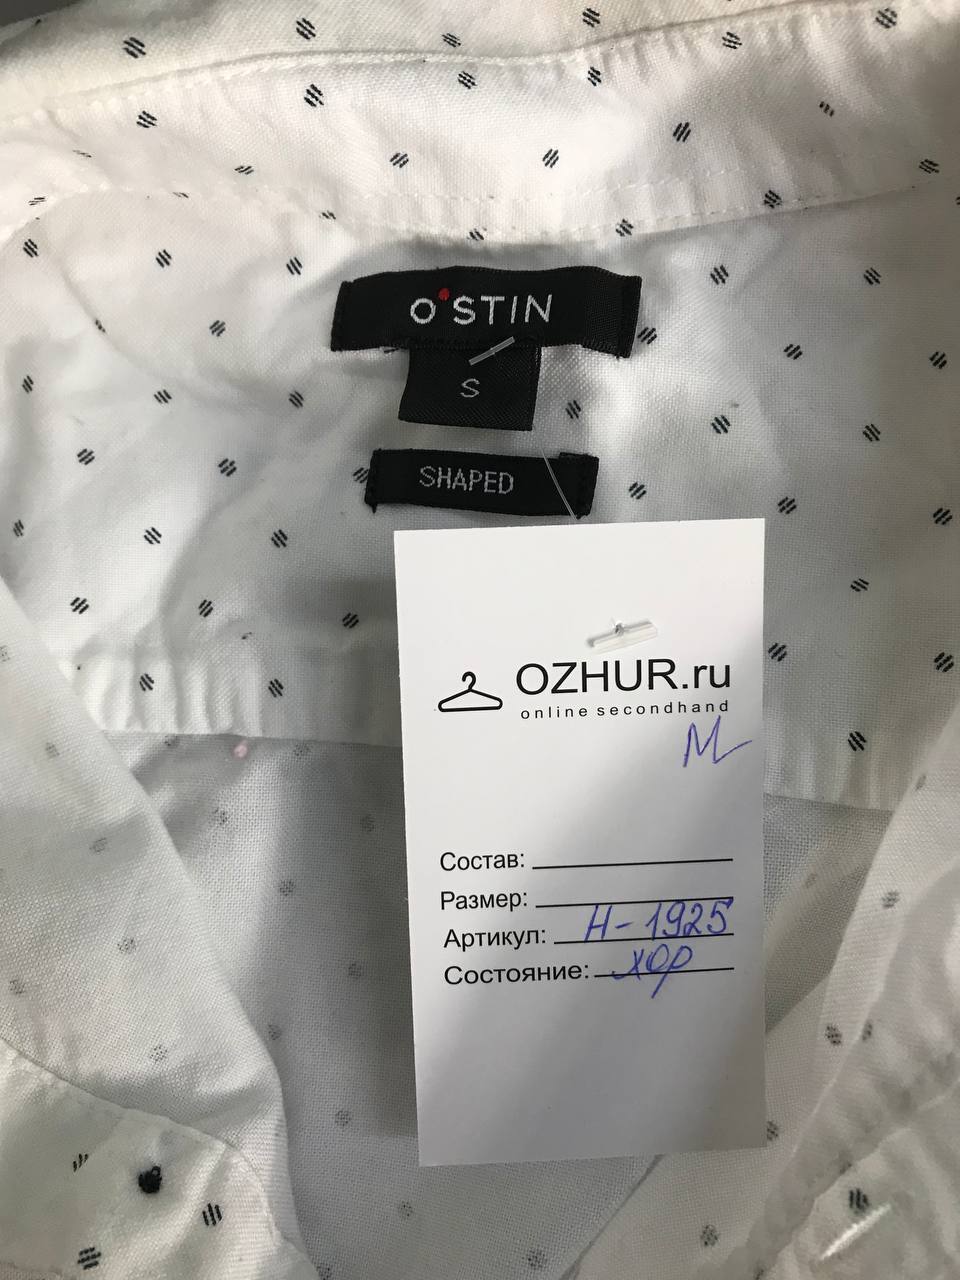 O'STIN
S
SHAPED
OZHUR.ru
online secondhand
М
Состав:
Размер:
Артикул: Н-1925
Состояние: хор